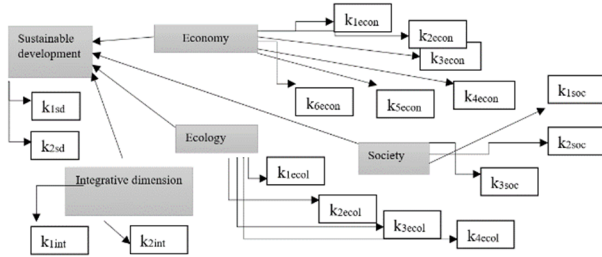 Sustainable
development
Economy
k1econ
k2econ
k3econ
k4econ
k5econ
k6econ
k1sd
k2sd
Ecology
Society
k1soc
k2soc
k3soc
k1ecol
k2ecol
k3ecol
k4ecol
Integrative dimension
k1int
k2int